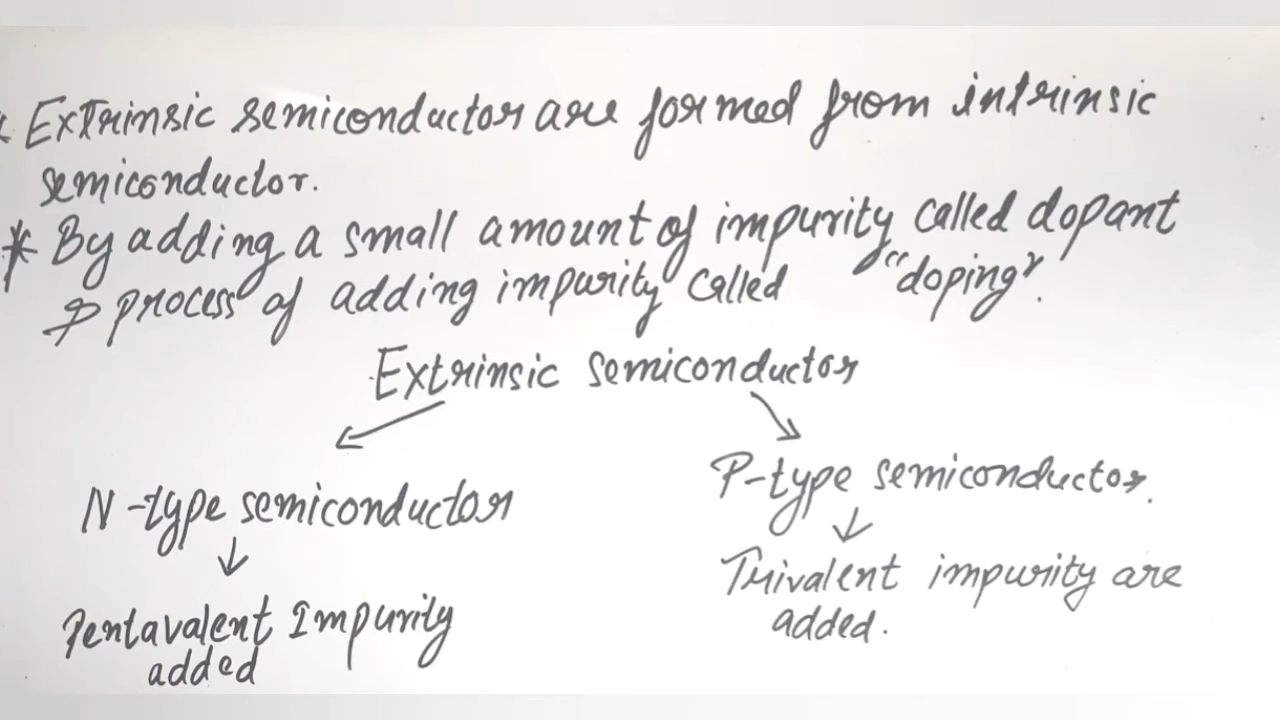 * Extrinsic semiconductor are formed from intrinsic
semiconductor.
* By adding a small amount of impurity called dopant
& process of adding impurity called "doping".
Extrinsic semiconductor
N-type semiconductor
P-type semiconductor.
Pentavalent Impurity
added
Trivalent impurity are
added.